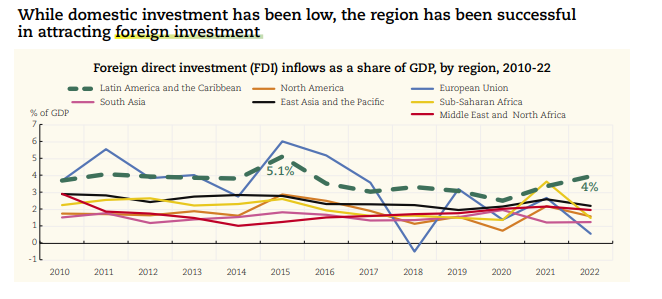 While domestic investment has been low, the region has been successful
in attracting foreign investment
Foreign direct investment (FDI) inflows as a share of GDP, by region, 2010-22
Latin America and the Caribbean North America European Union
South Asia East Asia and the Pacific Sub-Saharan Africa
Middle East and North Africa
% of GDP
7
6
5
4
3
2
1
0
-1
5.1%
4%
2010 2011 2012 2013 2014 2015 2016 2017 2018 2019 2020 2021 2022